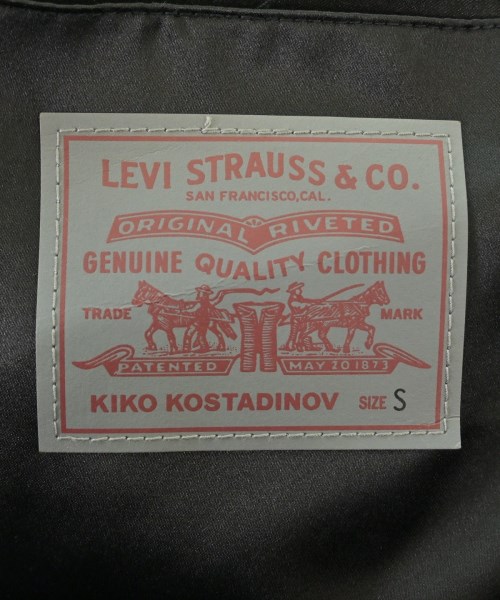 LEVI STRAUSS & CO.
SAN FRANCISCO, CAL.
ORIGINAL RIVETED
GENUINE QUALITY CLOTHING
TRADE MARK
PATENTED MAY 20 1873
KIKO KOSTADINOV SIZE S